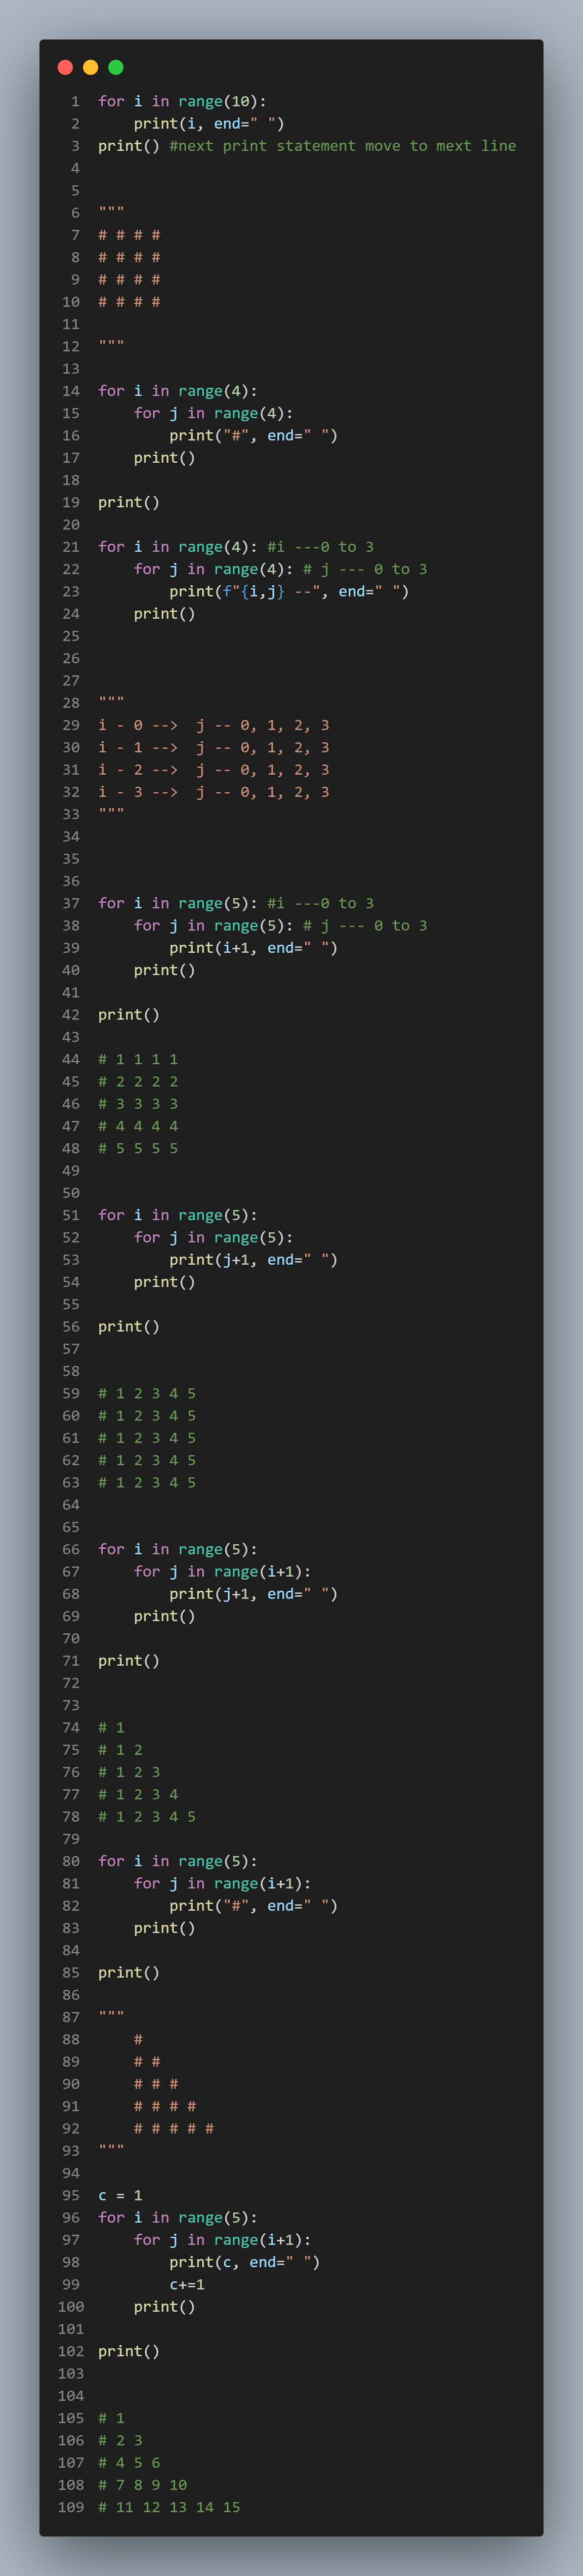 1 for i in range(10):
2     print(i, end=" ")
3 print() #next print statement move to mext line
4
5
6 """
7 # # # #
8 # # # #
9 # # # #
10 # # # #
11
12 """
13
14 for i in range(4):
15     for j in range(4):
16         print("#", end=" ")
17     print()
18
19 print()
20
21 for i in range(4): #i ---0 to 3
22     for j in range(4): # j --- 0 to 3
23         print(f"{i,j} --", end=" ")
24     print()
25
26
27
28 """
29 i - 0 -->  j -- 0, 1, 2, 3
30 i - 1 -->  j -- 0, 1, 2, 3
31 i - 2 -->  j -- 0, 1, 2, 3
32 i - 3 -->  j -- 0, 1, 2, 3
33 """
34
35
36
37 for i in range(5): #i ---0 to 3
38     for j in range(5): # j --- 0 to 3
39         print(i+1, end=" ")
40     print()
41
42 print()
43
44 # 1 1 1 1
45 # 2 2 2 2
46 # 3 3 3 3
47 # 4 4 4 4
48 # 5 5 5 5
49
50
51 for i in range(5):
52     for j in range(5):
53         print(j+1, end=" ")
54     print()
55
56 print()
57
58
59 # 1 2 3 4 5
60 # 1 2 3 4 5
61 # 1 2 3 4 5
62 # 1 2 3 4 5
63 # 1 2 3 4 5
64
65
66 for i in range(5):
67     for j in range(i+1):
68         print(j+1, end=" ")
69     print()
70
71 print()
72
73
74 # 1
75 # 1 2
76 # 1 2 3
77 # 1 2 3 4
78 # 1 2 3 4 5
79
80 for i in range(5):
81     for j in range(i+1):
82         print("#", end=" ")
83     print()
84
85 print()
86
87 """
88     #
89     # #
90     # # #
91     # # # #
92     # # # # #
93 """
94
95 c = 1
96 for i in range(5):
97     for j in range(i+1):
98         print(c, end=" ")
99         c+=1
100     print()
101
102 print()
103
104
105 # 1
106 # 2 3
107 # 4 5 6
108 # 7 8 9 10
109 # 11 12 13 14 15